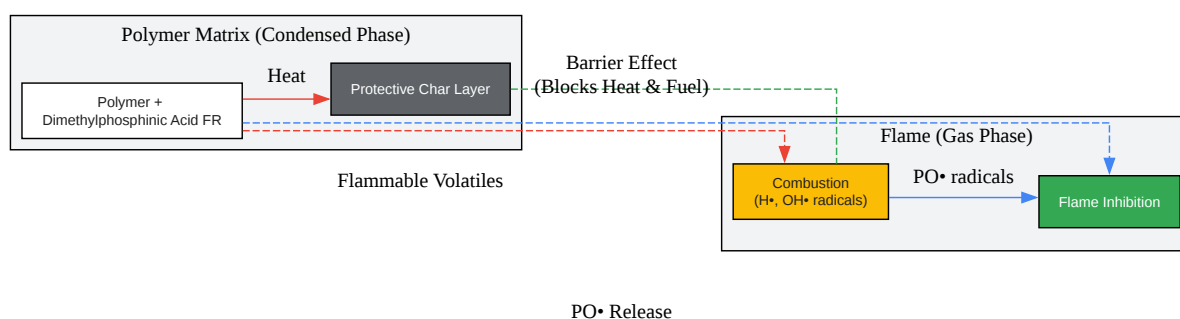 Polymer Matrix (Condensed Phase)
Heat
Protective Char Layer
Polymer +
Dimethylphosphinic Acid FR
Barrier Effect
(Blocks Heat & Fuel)
Flammable Volatiles
Flame (Gas Phase)
Combustion
(H•, OH• radicals)
PO• radicals
Flame Inhibition
PO• Release